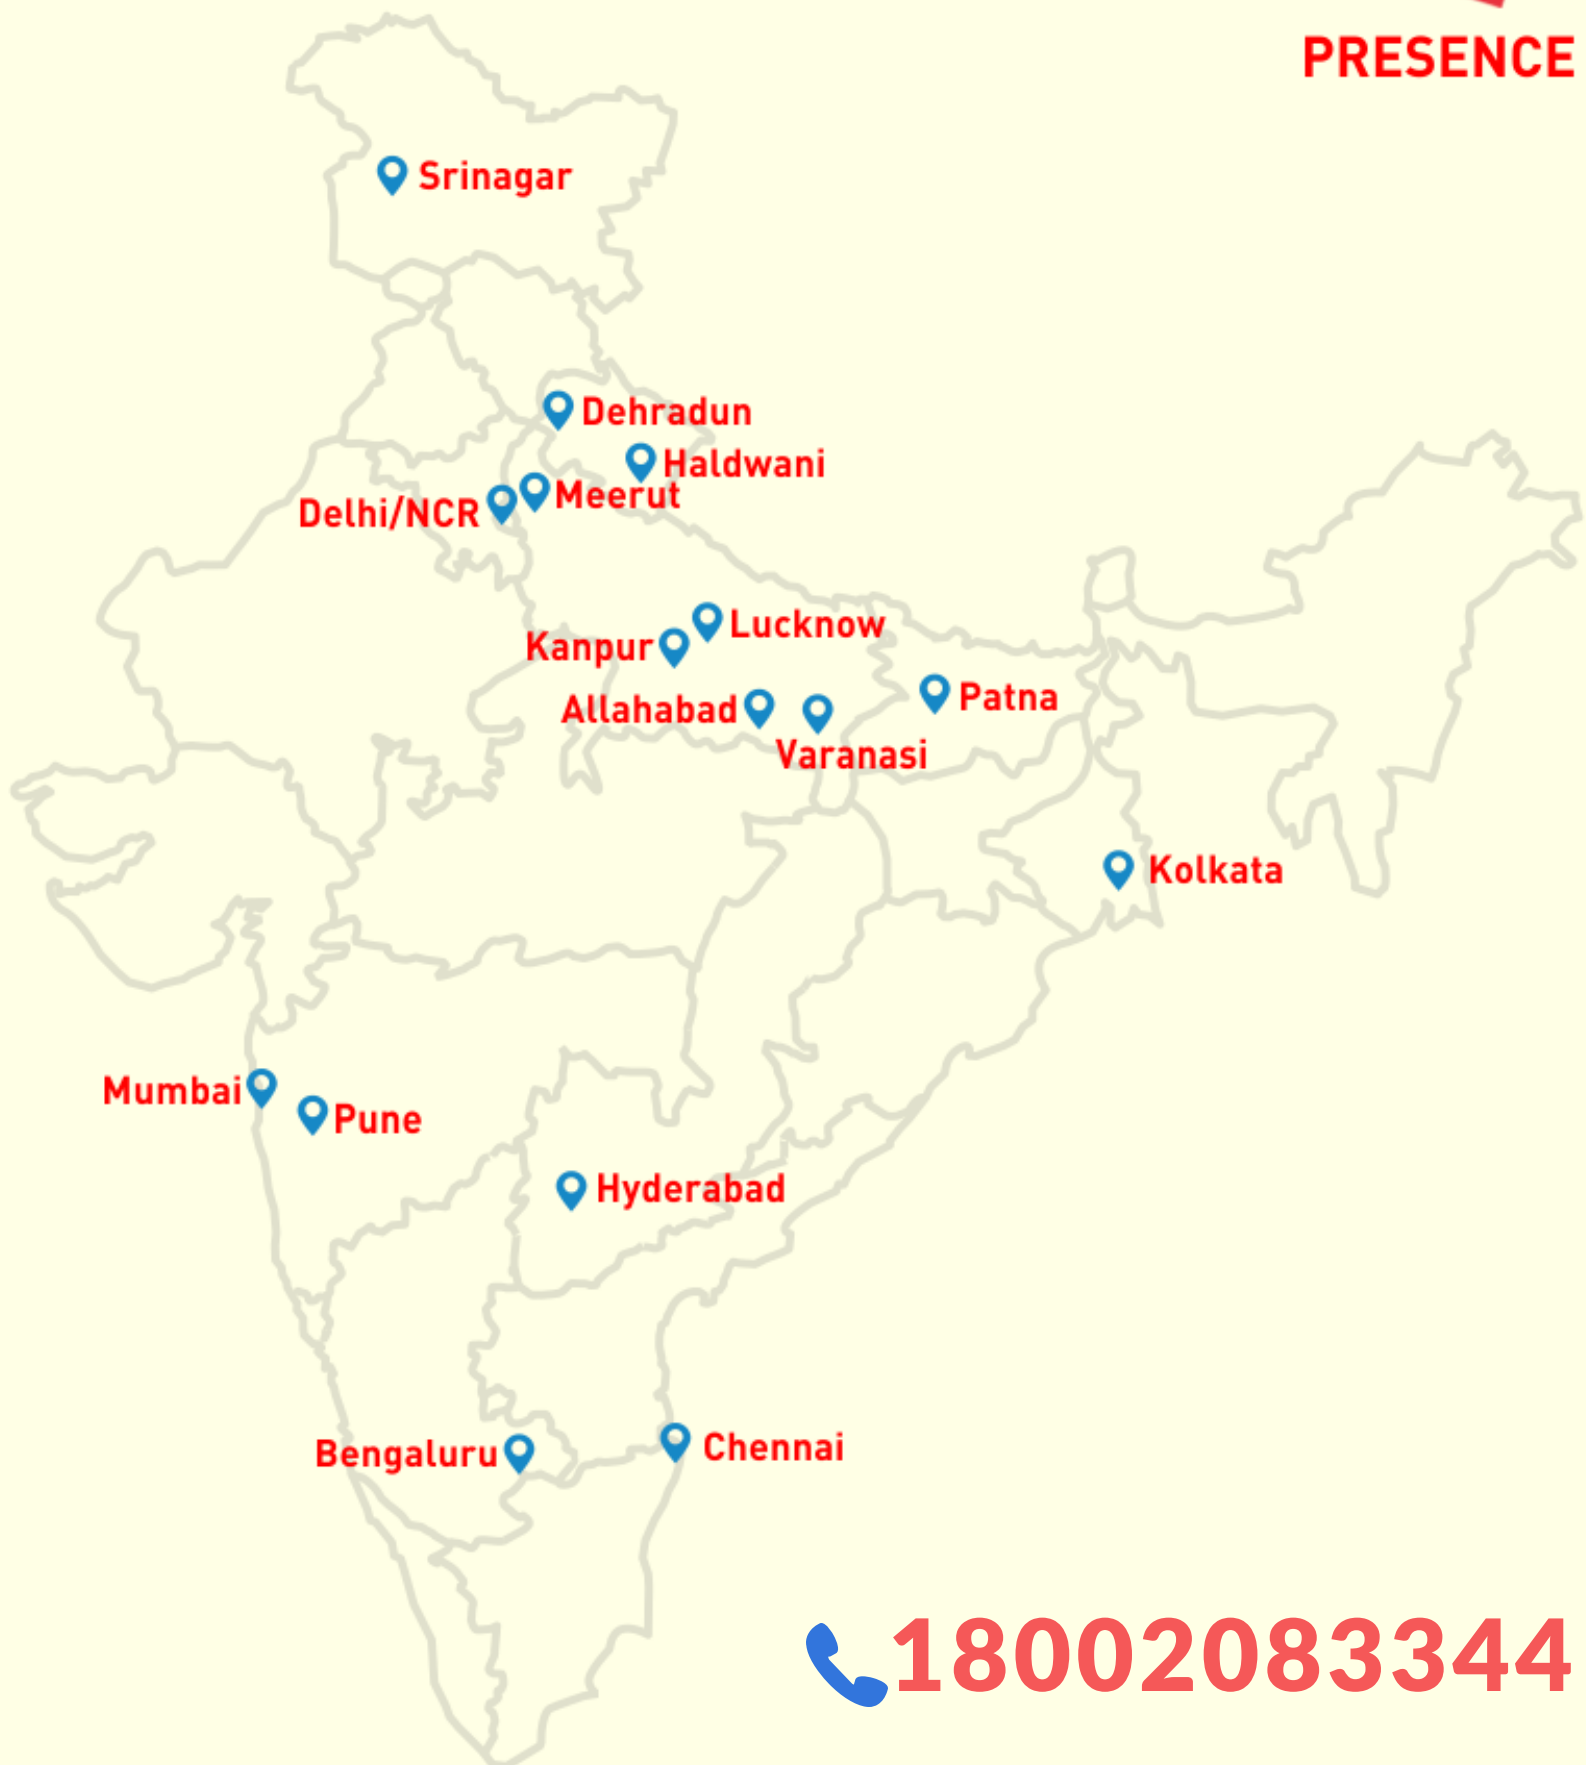 PRESENCE
Srinagar
Dehradun
Haldwani
Meerut
Delhi/NCR
Lucknow
Kanpur
Patna
Allahabad
Varanasi
Kolkata
Mumbai
Pune
Hyderabad
Bengaluru
Chennai
18002083344